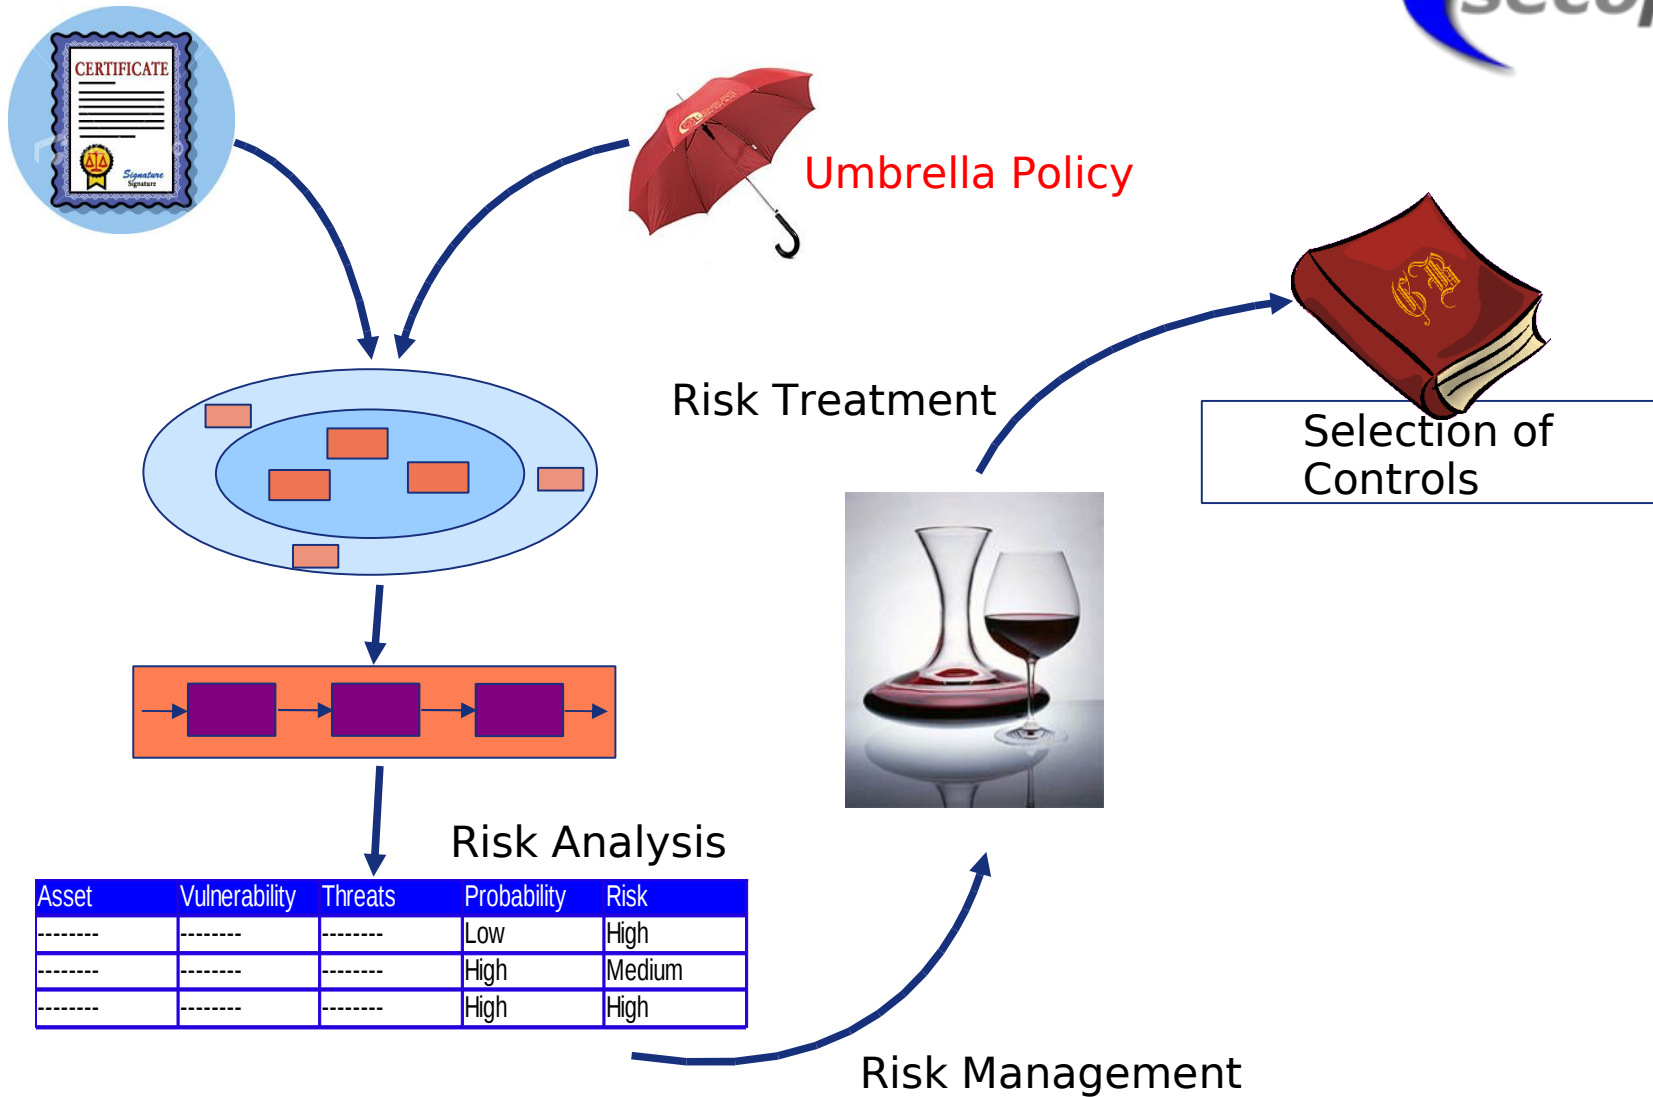 CERTIFICATE
Signature
Signature
Umbrella Policy
Risk Treatment
Selection of
Controls
Risk Analysis
Asset Vulnerability Threats Probability Risk
-------- -------- -------- Low High
-------- -------- -------- High Medium
-------- -------- -------- High High
Risk Management